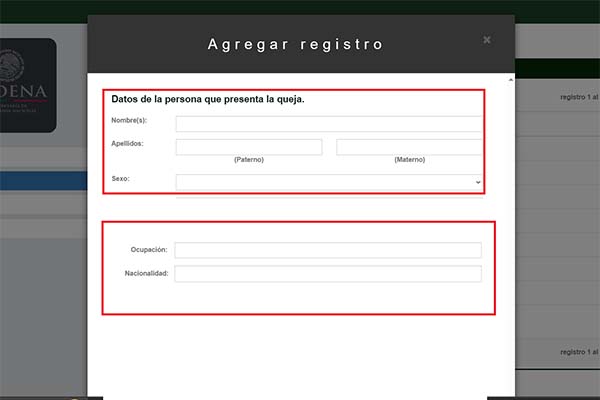 Agregar registro
×
DENA
Datos de la persona que presenta la queja.
registro 1 al
Nombre(s):
Apellidos:
(Paterno) (Materno)
Sexo:
Ocupación:
Nacionalidad:
registro 1 al